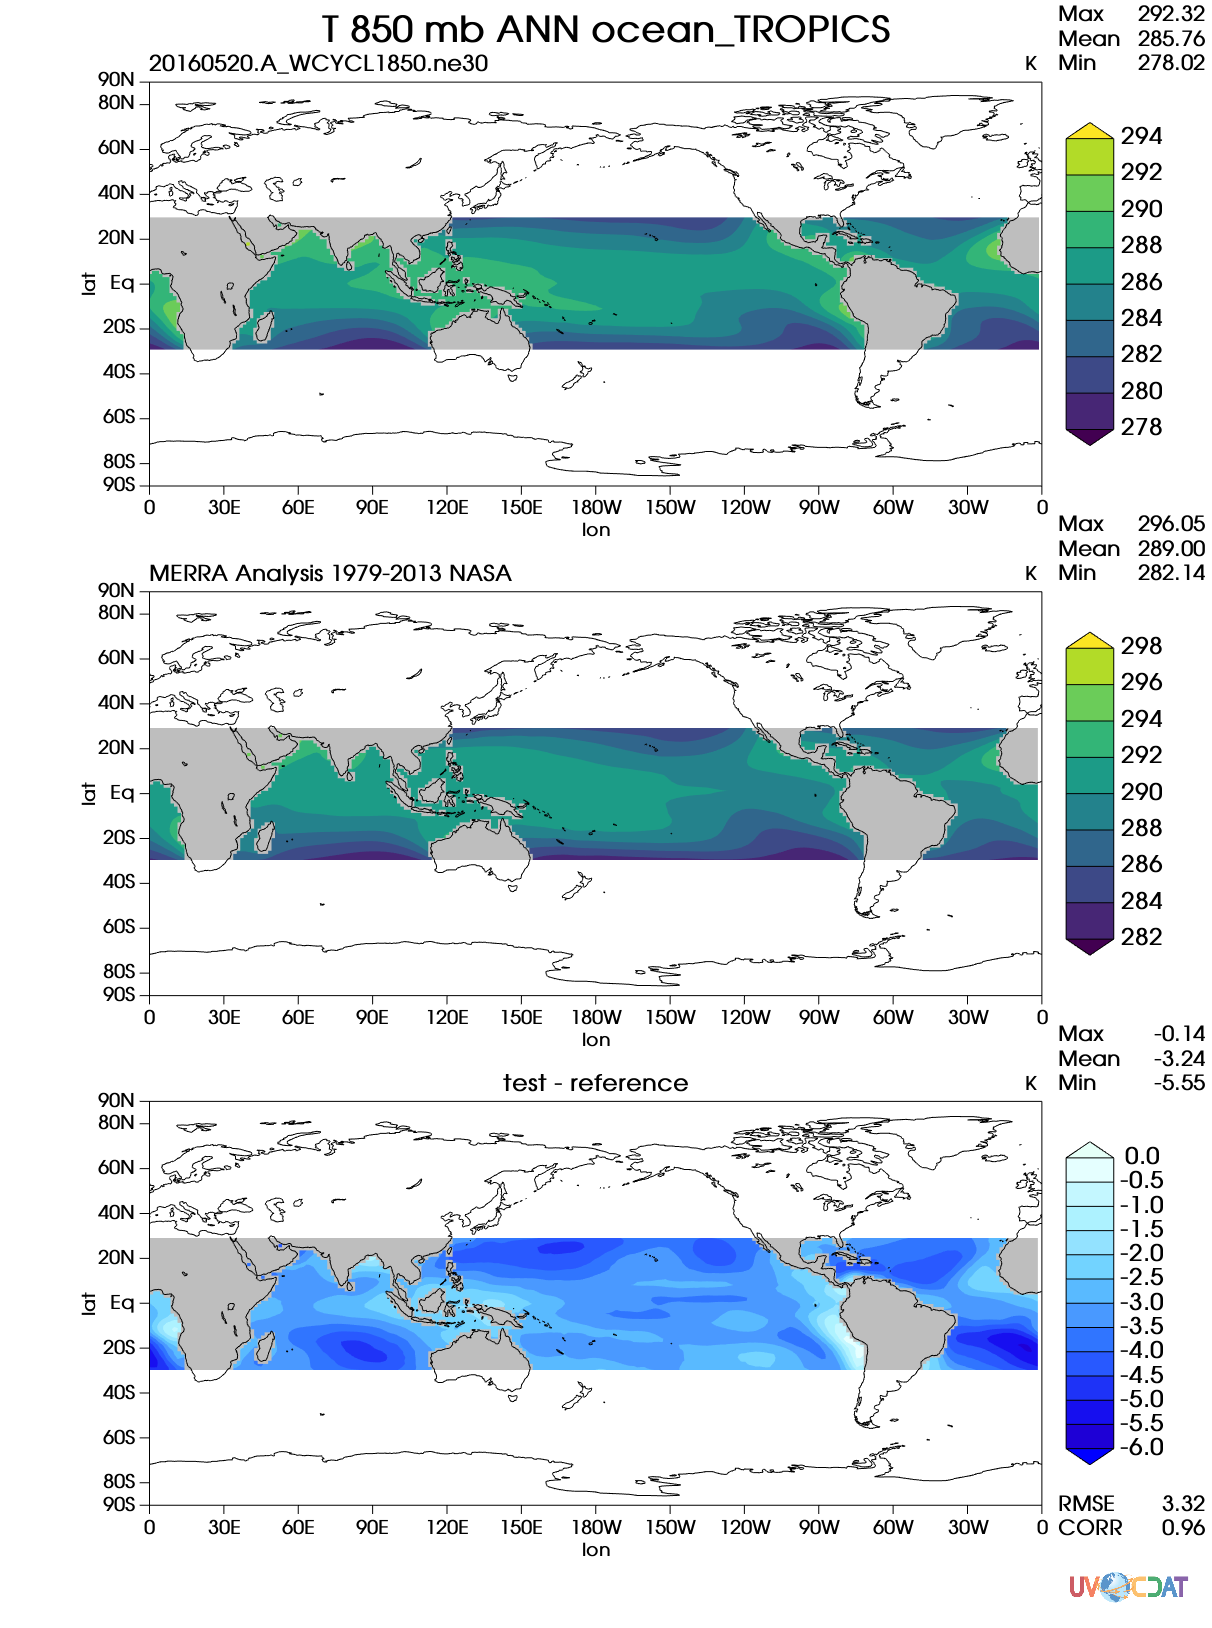 T 850 mb ANN ocean_TROPICS
Max 292.32
Mean 285.76
Min 278.02
20160520.A_WCYCL1850.ne30 K
90N
80N
60N
40N
20N
Eq
20S
40S
60S
80S
90S
lat
0 30E 60E 90E 120E 150E 180W 150W 120W 90W 60W 30W 0
lon
294
292
290
288
286
284
282
280
278
Max 296.05
Mean 289.00
Min 282.14
MERRA Analysis 1979-2013 NASA K
90N
80N
60N
40N
20N
Eq
20S
40S
60S
80S
90S
lat
0 30E 60E 90E 120E 150E 180W 150W 120W 90W 60W 30W 0
lon
298
296
294
292
290
288
286
284
282
Max -0.14
Mean -3.24
Min -5.55
test - reference K
90N
80N
60N
40N
20N
Eq
20S
40S
60S
80S
90S
lat
0 30E 60E 90E 120E 150E 180W 150W 120W 90W 60W 30W 0
lon
0.0
-0.5
-1.0
-1.5
-2.0
-2.5
-3.0
-3.5
-4.0
-4.5
-5.0
-5.5
-6.0
RMSE 3.32
CORR 0.96
UV CDAT